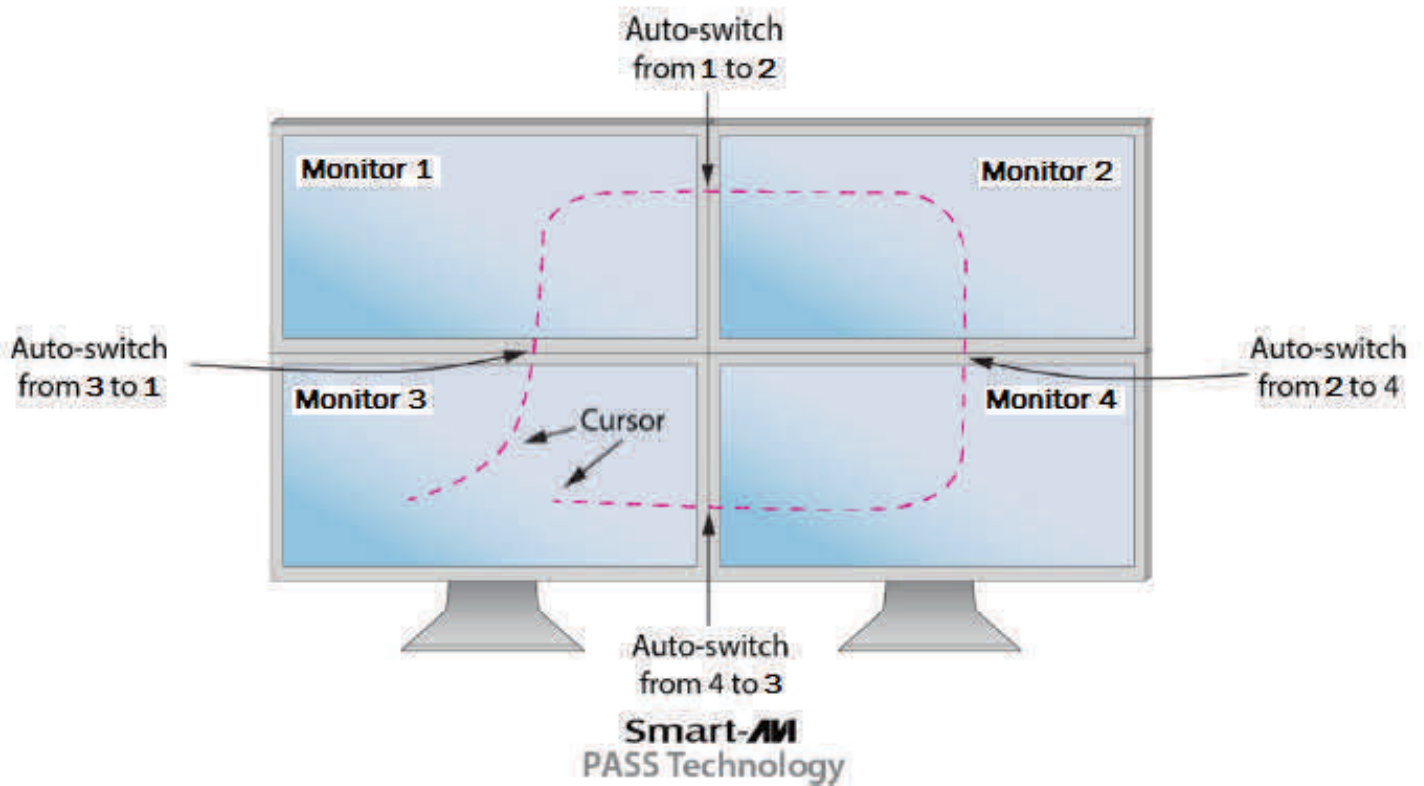 Auto-switch
from 1 to 2
Monitor 1
Monitor 2
Auto-switch
from 3 to 1
Auto-switch
from 2 to 4
Monitor 3
Monitor 4
Cursor
Auto-switch
from 4 to 3
Smart-AVI
PASS Technology